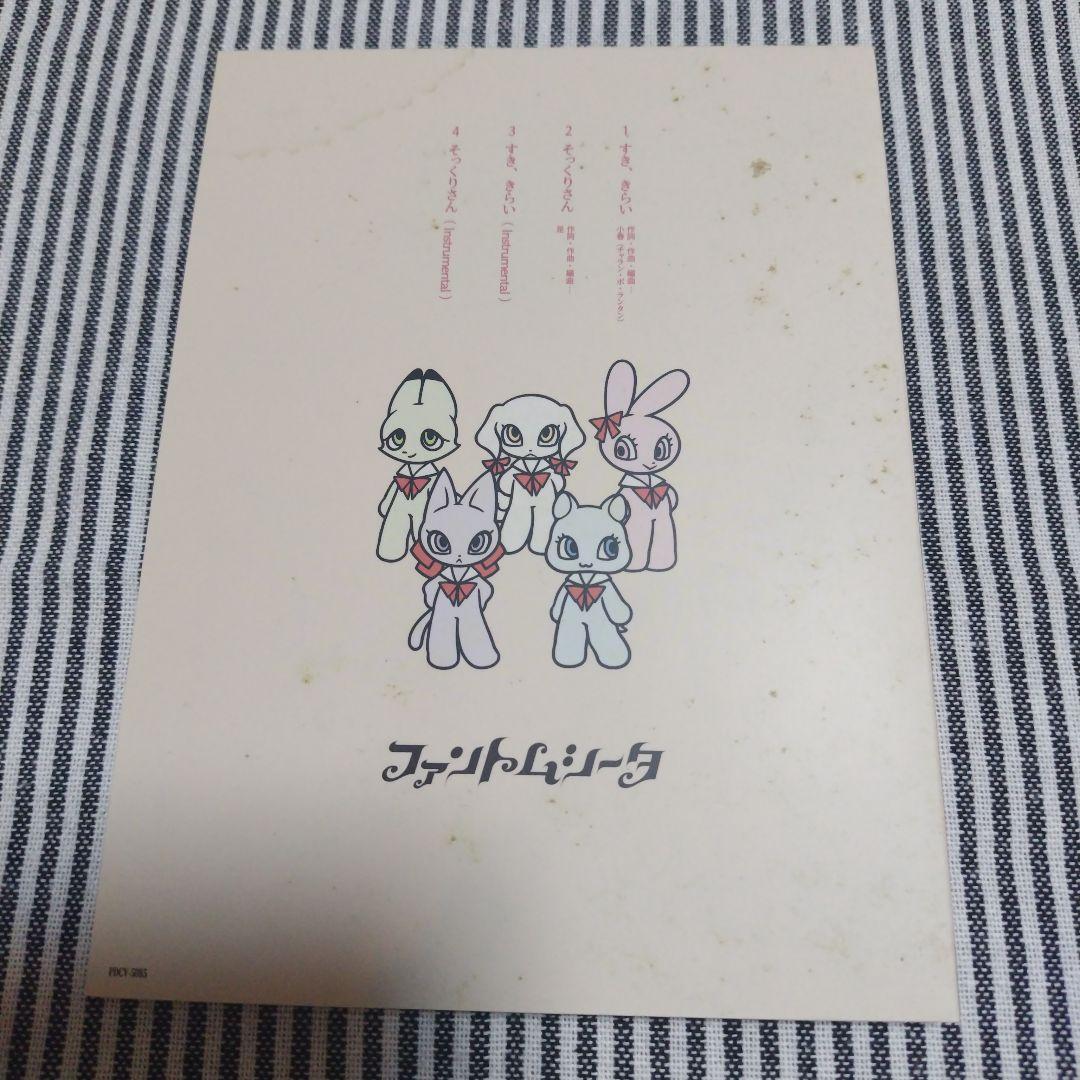 1 すき、きらい
作詞・作曲・編曲—
小春(チャラン・ポ・ランタン)
2 そっくりさん
作詞・作曲・編曲—
是
3 すき、きらい(Instrumental)
4 そっくりさん(Instrumental)
ファントムシータ
PDCV-5085